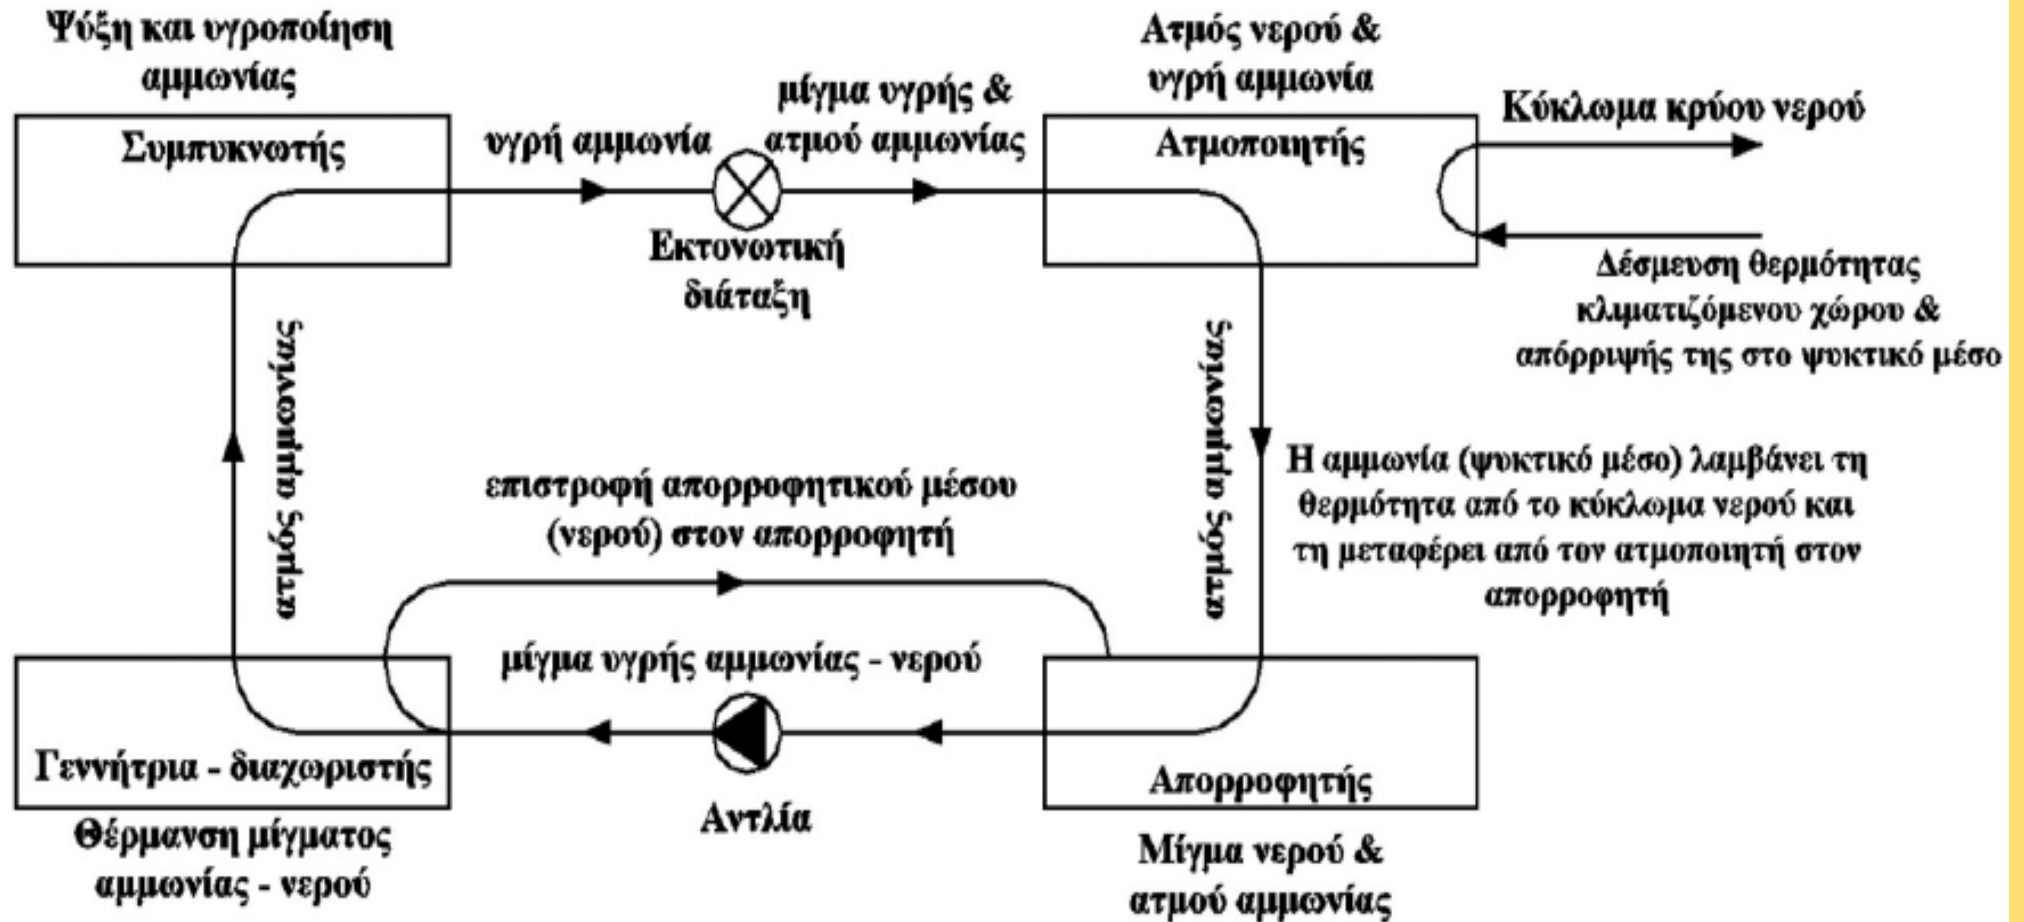 Ψύξη και υγροποίηση
αμμωνίας
Συμπυκνωτής
υγρή αμμωνία
μίγμα υγρής &
ατμού αμμωνίας
Εκτονωτική
διάταξη
Ατμός νερού &
υγρή αμμωνία
Ατμοποιητής
Κύκλωμα κρύου νερού
Δέσμευση θερμότητας
κλιματιζόμενου χώρου &
απόρριψής της στο ψυκτικό μέσο
ατμός αμμωνίας
ατμός αμμωνίας
Η αμμωνία (ψυκτικό μέσο) λαμβάνει τη
θερμότητα από το κύκλωμα νερού και
τη μεταφέρει από τον ατμοποιητή στον
απορροφητή
επιστροφή απορροφητικού μέσου
(νερού) στον απορροφητή
μίγμα υγρής αμμωνίας - νερού
Γεννήτρια - διαχωριστής
Θέρμανση μίγματος
αμμωνίας - νερού
Αντλία
Απορροφητής
Μίγμα νερού &
ατμού αμμωνίας